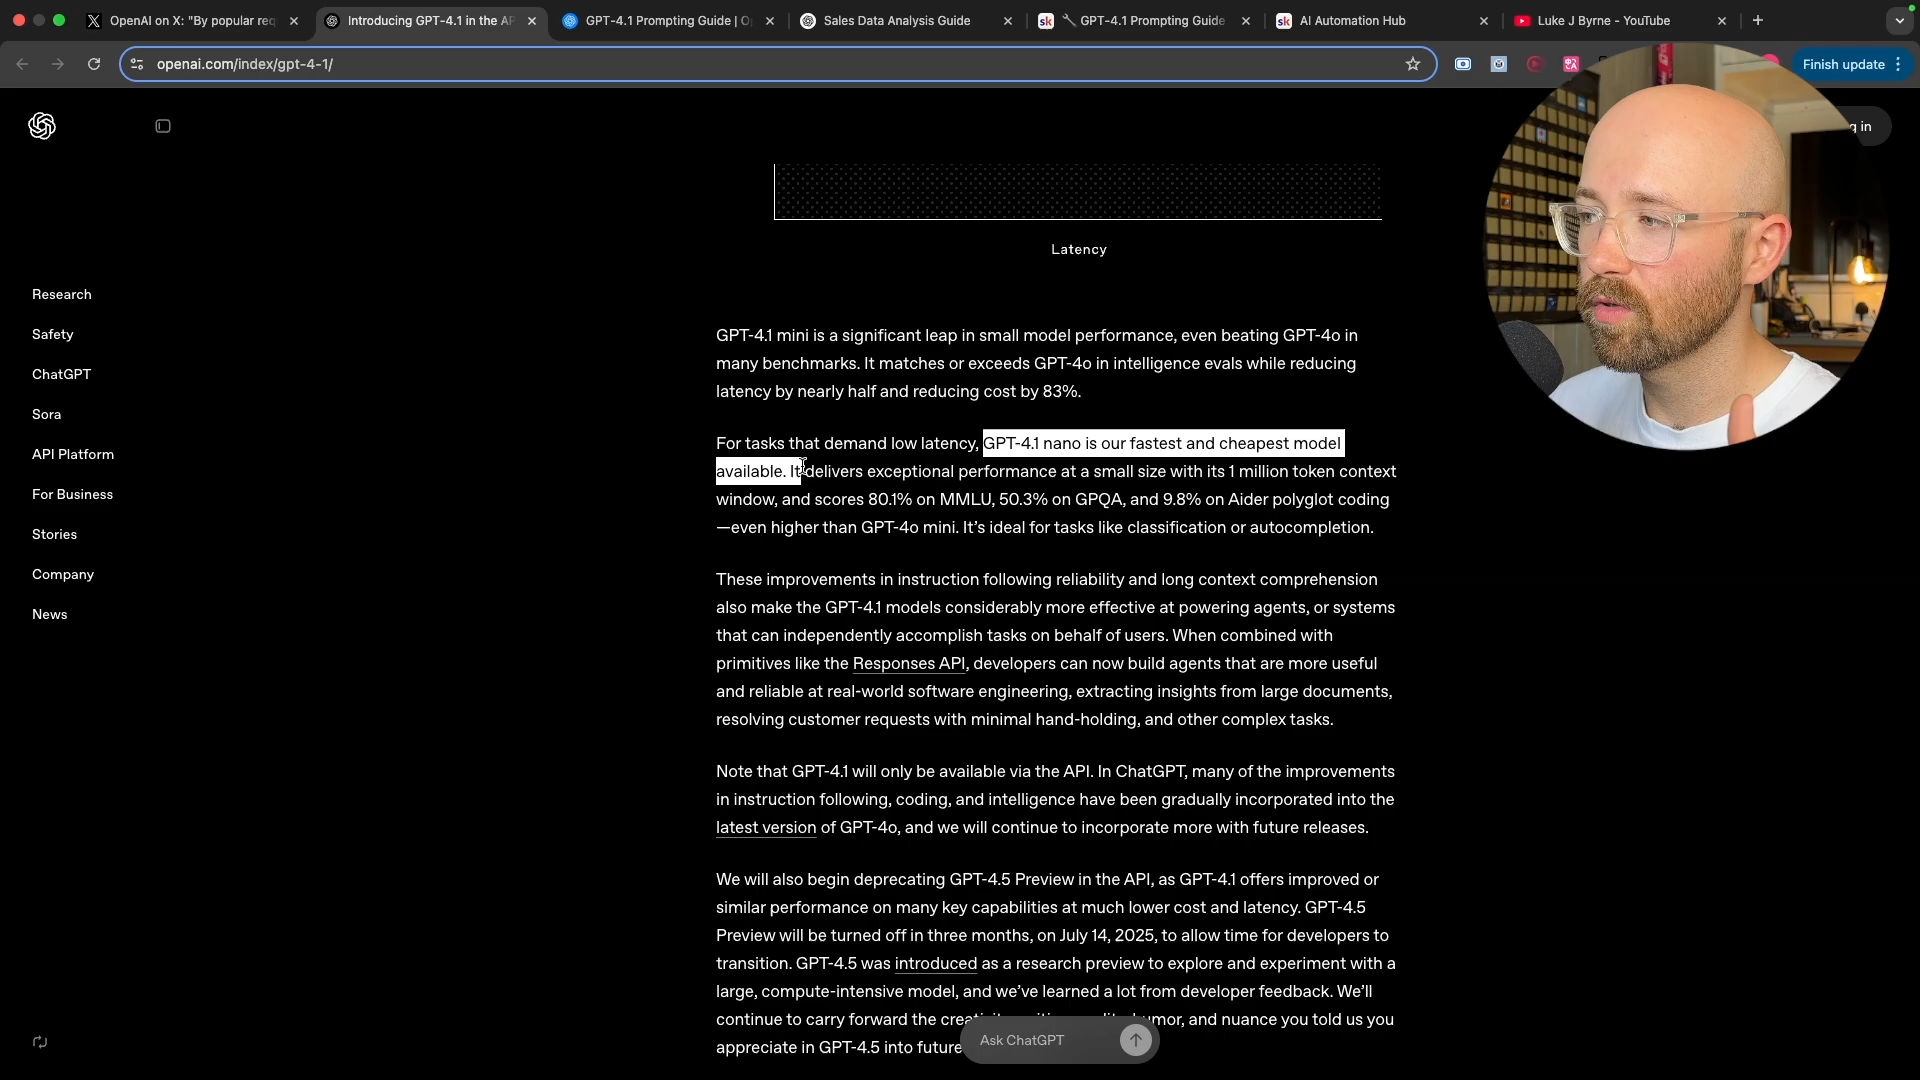 OpenAI on X: "By popular req
Introducing GPT-4.1 in the AP
GPT-4.1 Prompting Guide | O
Sales Data Analysis Guide
GPT-4.1 Prompting Guide
AI Automation Hub
Luke J Byrne - YouTube
openai.com/index/gpt-4-1/
Finish update
g in
Latency
Research
Safety
ChatGPT
Sora
API Platform
For Business
Stories
Company
News
GPT-4.1 mini is a significant leap in small model performance, even beating GPT-4o in
many benchmarks. It matches or exceeds GPT-4o in intelligence evals while reducing
latency by nearly half and reducing cost by 83%.
For tasks that demand low latency, GPT-4.1 nano is our fastest and cheapest model
available. It delivers exceptional performance at a small size with its 1 million token context
window, and scores 80.1% on MMLU, 50.3% on GPQA, and 9.8% on Aider polyglot coding
—even higher than GPT-4o mini. It's ideal for tasks like classification or autocompletion.
These improvements in instruction following reliability and long context comprehension
also make the GPT-4.1 models considerably more effective at powering agents, or systems
that can independently accomplish tasks on behalf of users. When combined with
primitives like the Responses API, developers can now build agents that are more useful
and reliable at real-world software engineering, extracting insights from large documents,
resolving customer requests with minimal hand-holding, and other complex tasks.
Note that GPT-4.1 will only be available via the API. In ChatGPT, many of the improvements
in instruction following, coding, and intelligence have been gradually incorporated into the
latest version of GPT-4o, and we will continue to incorporate more with future releases.
We will also begin deprecating GPT-4.5 Preview in the API, as GPT-4.1 offers improved or
similar performance on many key capabilities at much lower cost and latency. GPT-4.5
Preview will be turned off in three months, on July 14, 2025, to allow time for developers to
transition. GPT-4.5 was introduced as a research preview to explore and experiment with a
large, compute-intensive model, and we've learned a lot from developer feedback. We'll
continue to carry forward the and nuance you told us you
appreciate in GPT-4.5 into future
Ask ChatGPT